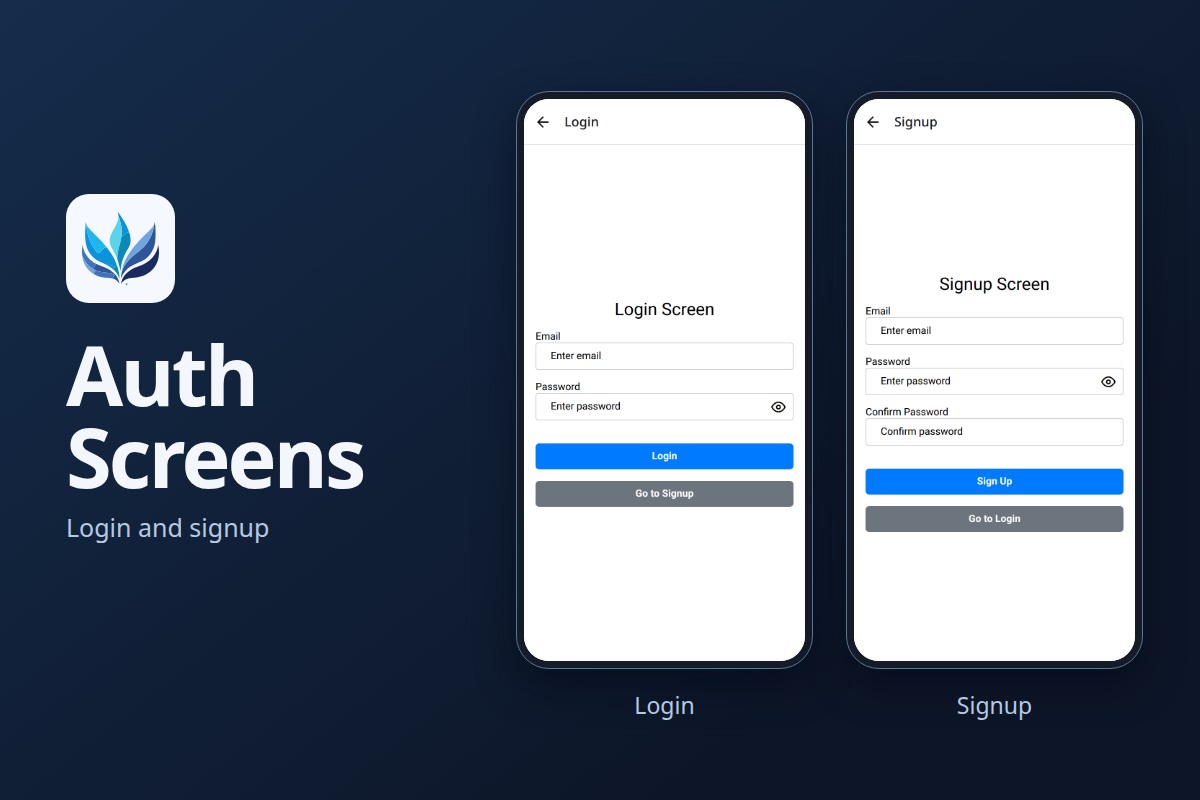 Auth
Screens
Login and signup
Login
Login Screen
Email
Enter email
Password
Enter password
Login
Go to Signup
Login
Signup
Signup Screen
Email
Enter email
Password
Enter password
Confirm Password
Confirm password
Sign Up
Go to Login
Signup